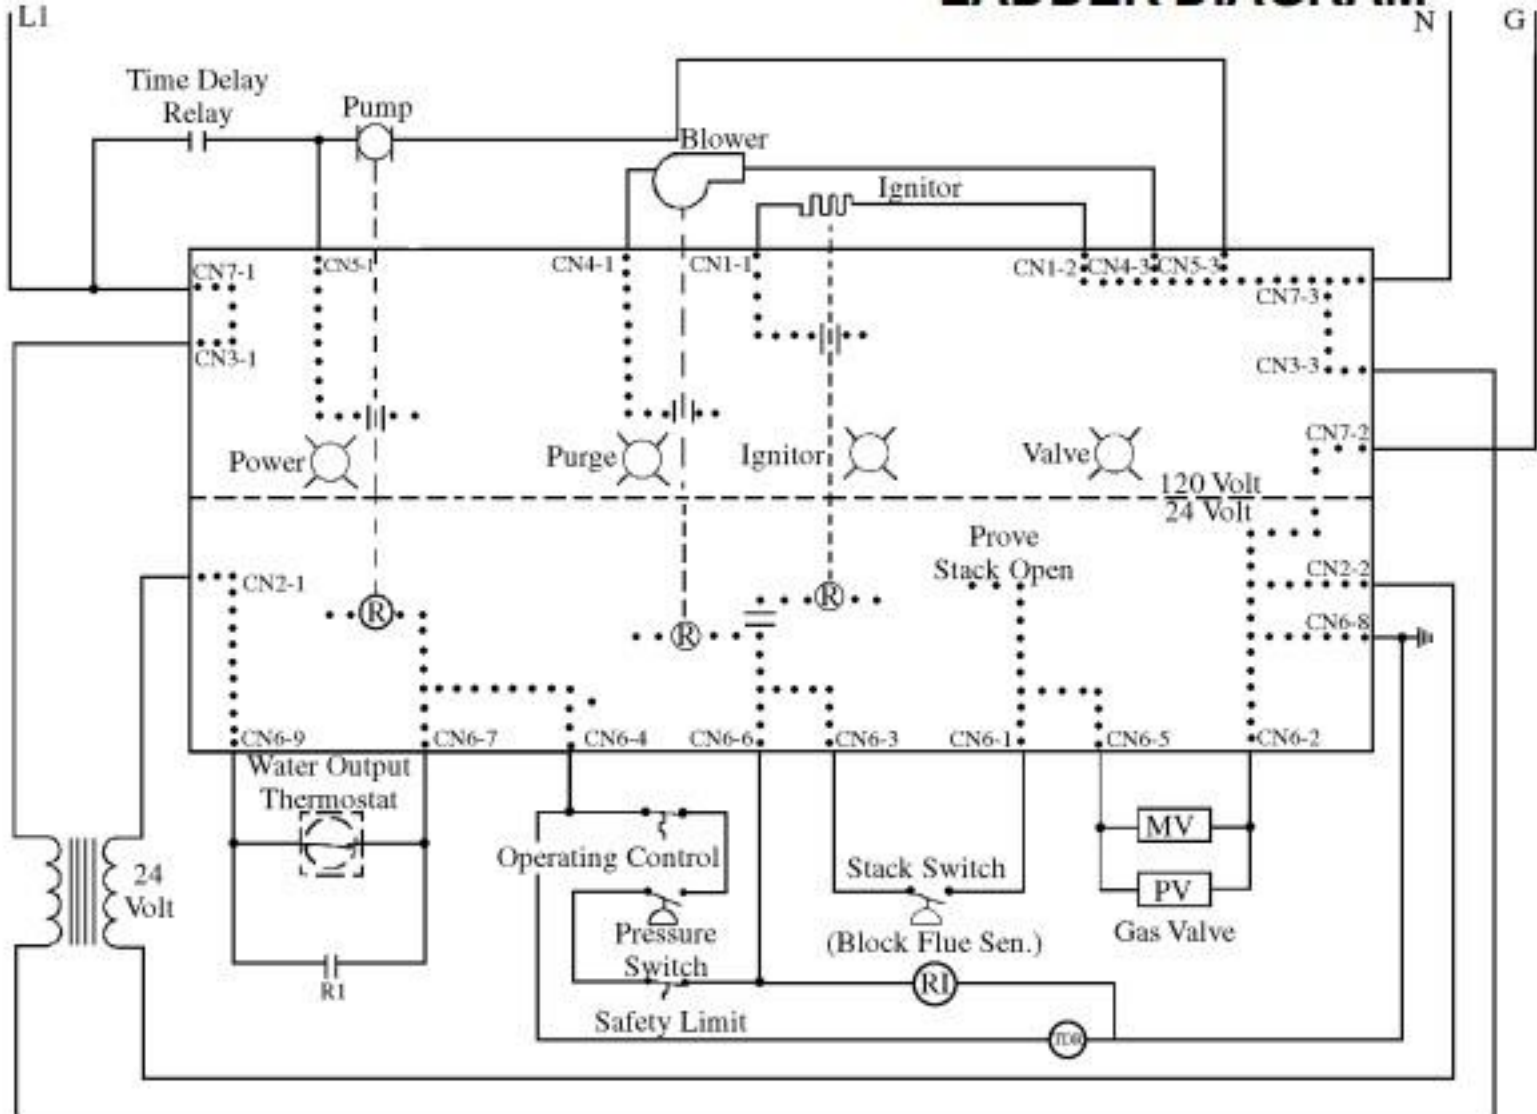 LADDER DIAGRAM
L1
N
G
Time Delay
Relay
Pump
Blower
Ignitor
CN7-1
CN5-1
CN4-1
CN1-1
CN1-2
CN4-3
CN5-3
CN7-3
CN3-1
CN3-3
CN7-2
Power
Purge
Ignitor
Valve
120 Volt
24 Volt
Prove
Stack Open
CN2-1
CN2-2
R
R
R
CN6-8
CN6-9
CN6-7
CN6-4
CN6-6
CN6-3
CN6-1
CN6-5
CN6-2
Water Output
Thermostat
MV
Operating Control
Stack Switch
24
Volt
PV
Gas Valve
Pressure
Switch
(Block Flue Sen.)
R1
RI
Safety Limit
TDR